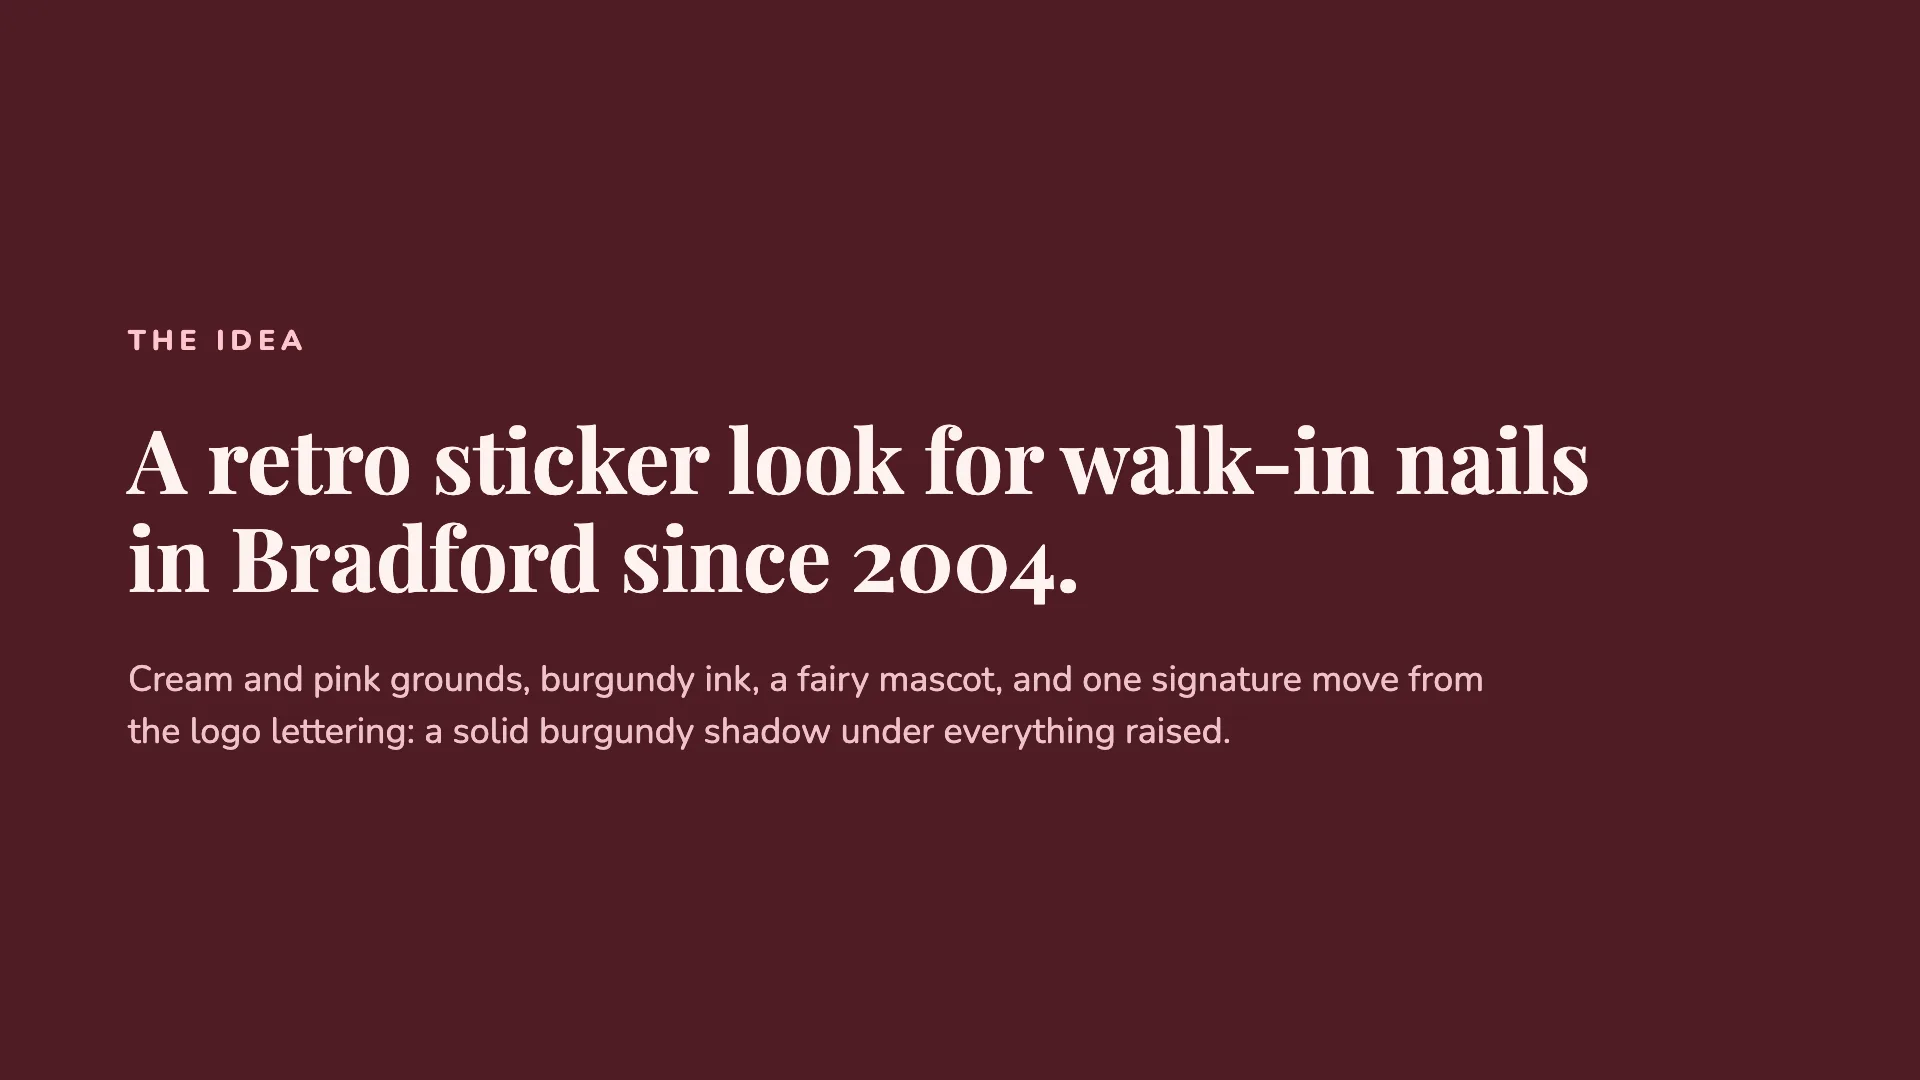 THE IDEA
A retro sticker look for walk-in nails
in Bradford since 2004.
Cream and pink grounds, burgundy ink, a fairy mascot, and one signature move from
the logo lettering: a solid burgundy shadow under everything raised.